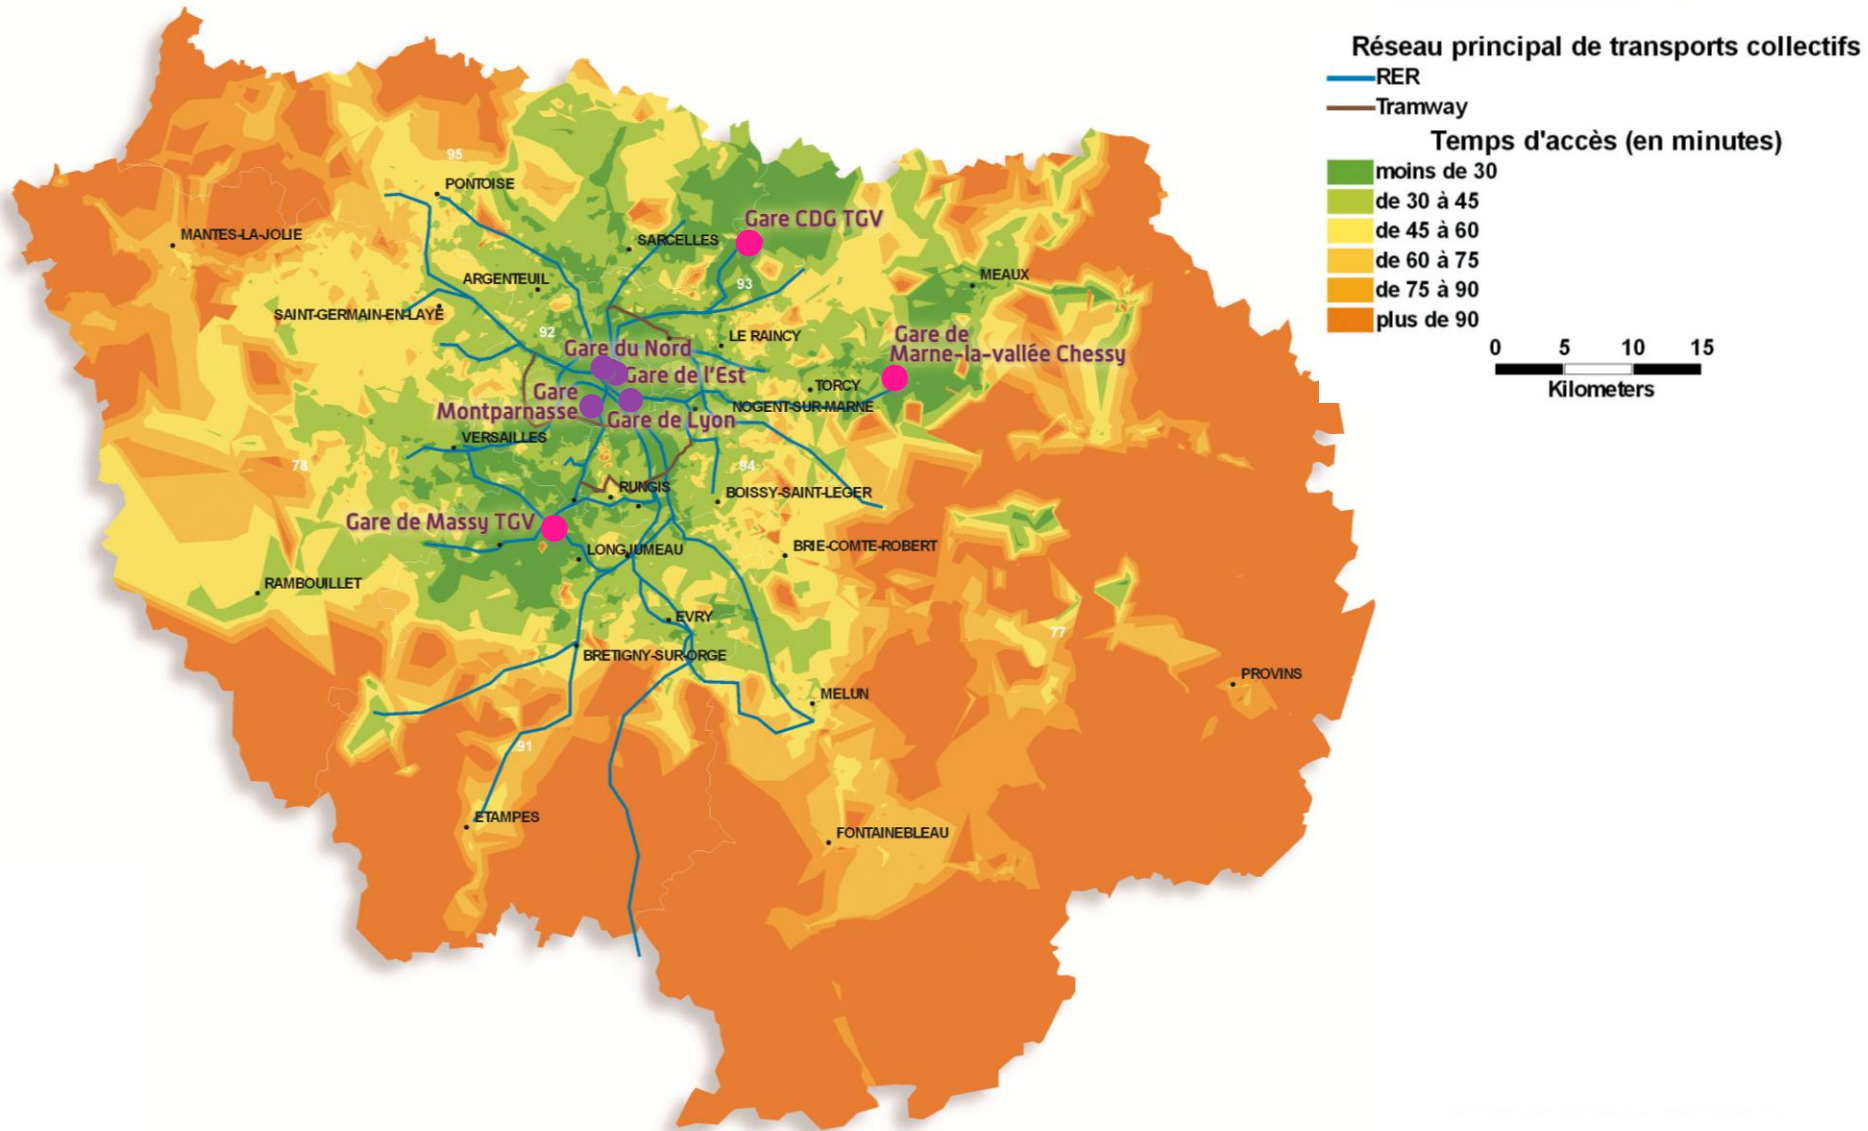 Réseau principal de transports collectifs
RER
Tramway
Temps d'accès (en minutes)
moins de 30
de 30 à 45
de 45 à 60
de 60 à 75
de 75 à 90
plus de 90
0 5 10 15
Kilometers
95
PONTOISE
Gare CDG TGV
MANTES-LA-JOLIE
SARCELLES
ARGENTEUIL
93
MEAUX
SAINT-GERMAIN-EN-LAYE
92
LE RAINCY
Gare de
Marne-la-vallée Chessy
Gare du Nord
Gare de l'Est
TORCY
Gare
Montparnasse
NOGENT-SUR-MARNE
Gare de Lyon
VERSAILLES
78
94
RUNGIS
BOISSY-SAINT-LEGER
Gare de Massy TGV
LONGJUMEAU
BRIE-COMTE-ROBERT
RAMBOUILLET
EVRY
77
BRETIGNY-SUR-ORGE
PROVINS
MELUN
91
ETAMPES
FONTAINEBLEAU